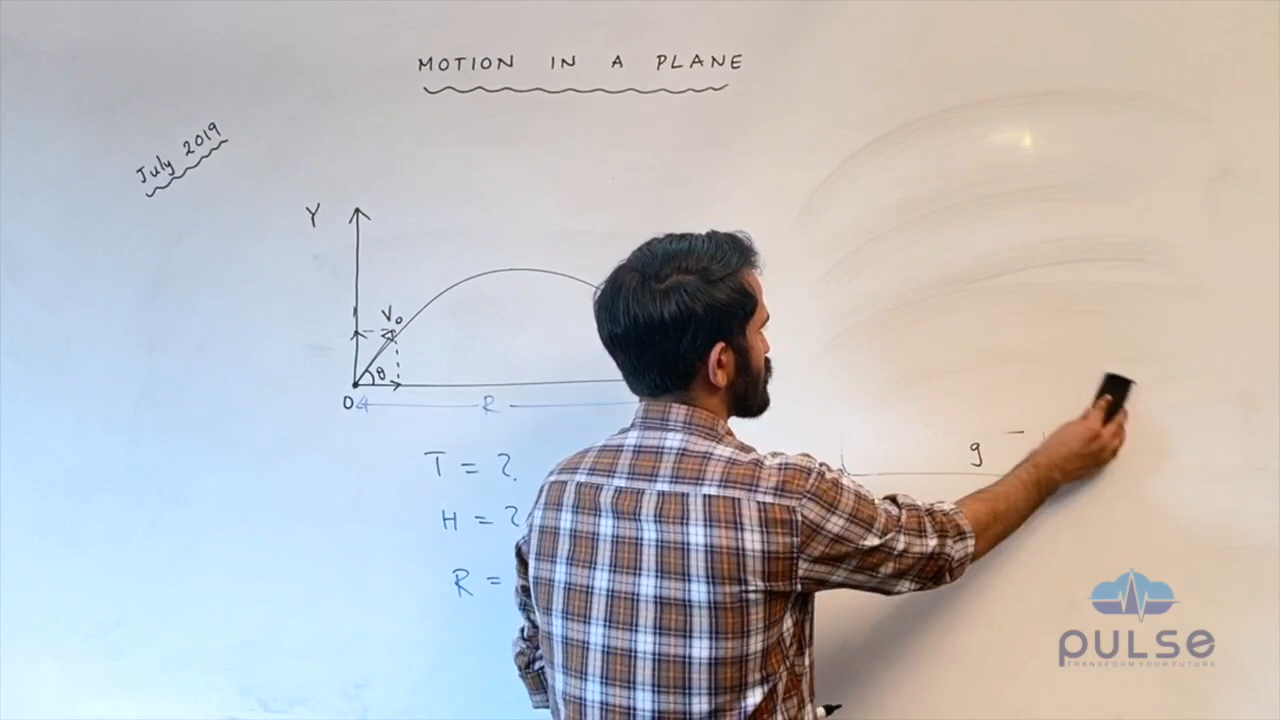 MOTION IN A PLANE
July 2019
Y
V₀
θ
O
R
T = ?
H = ?
R =
g
PULSE
TRANSFORM YOUR FUTURE